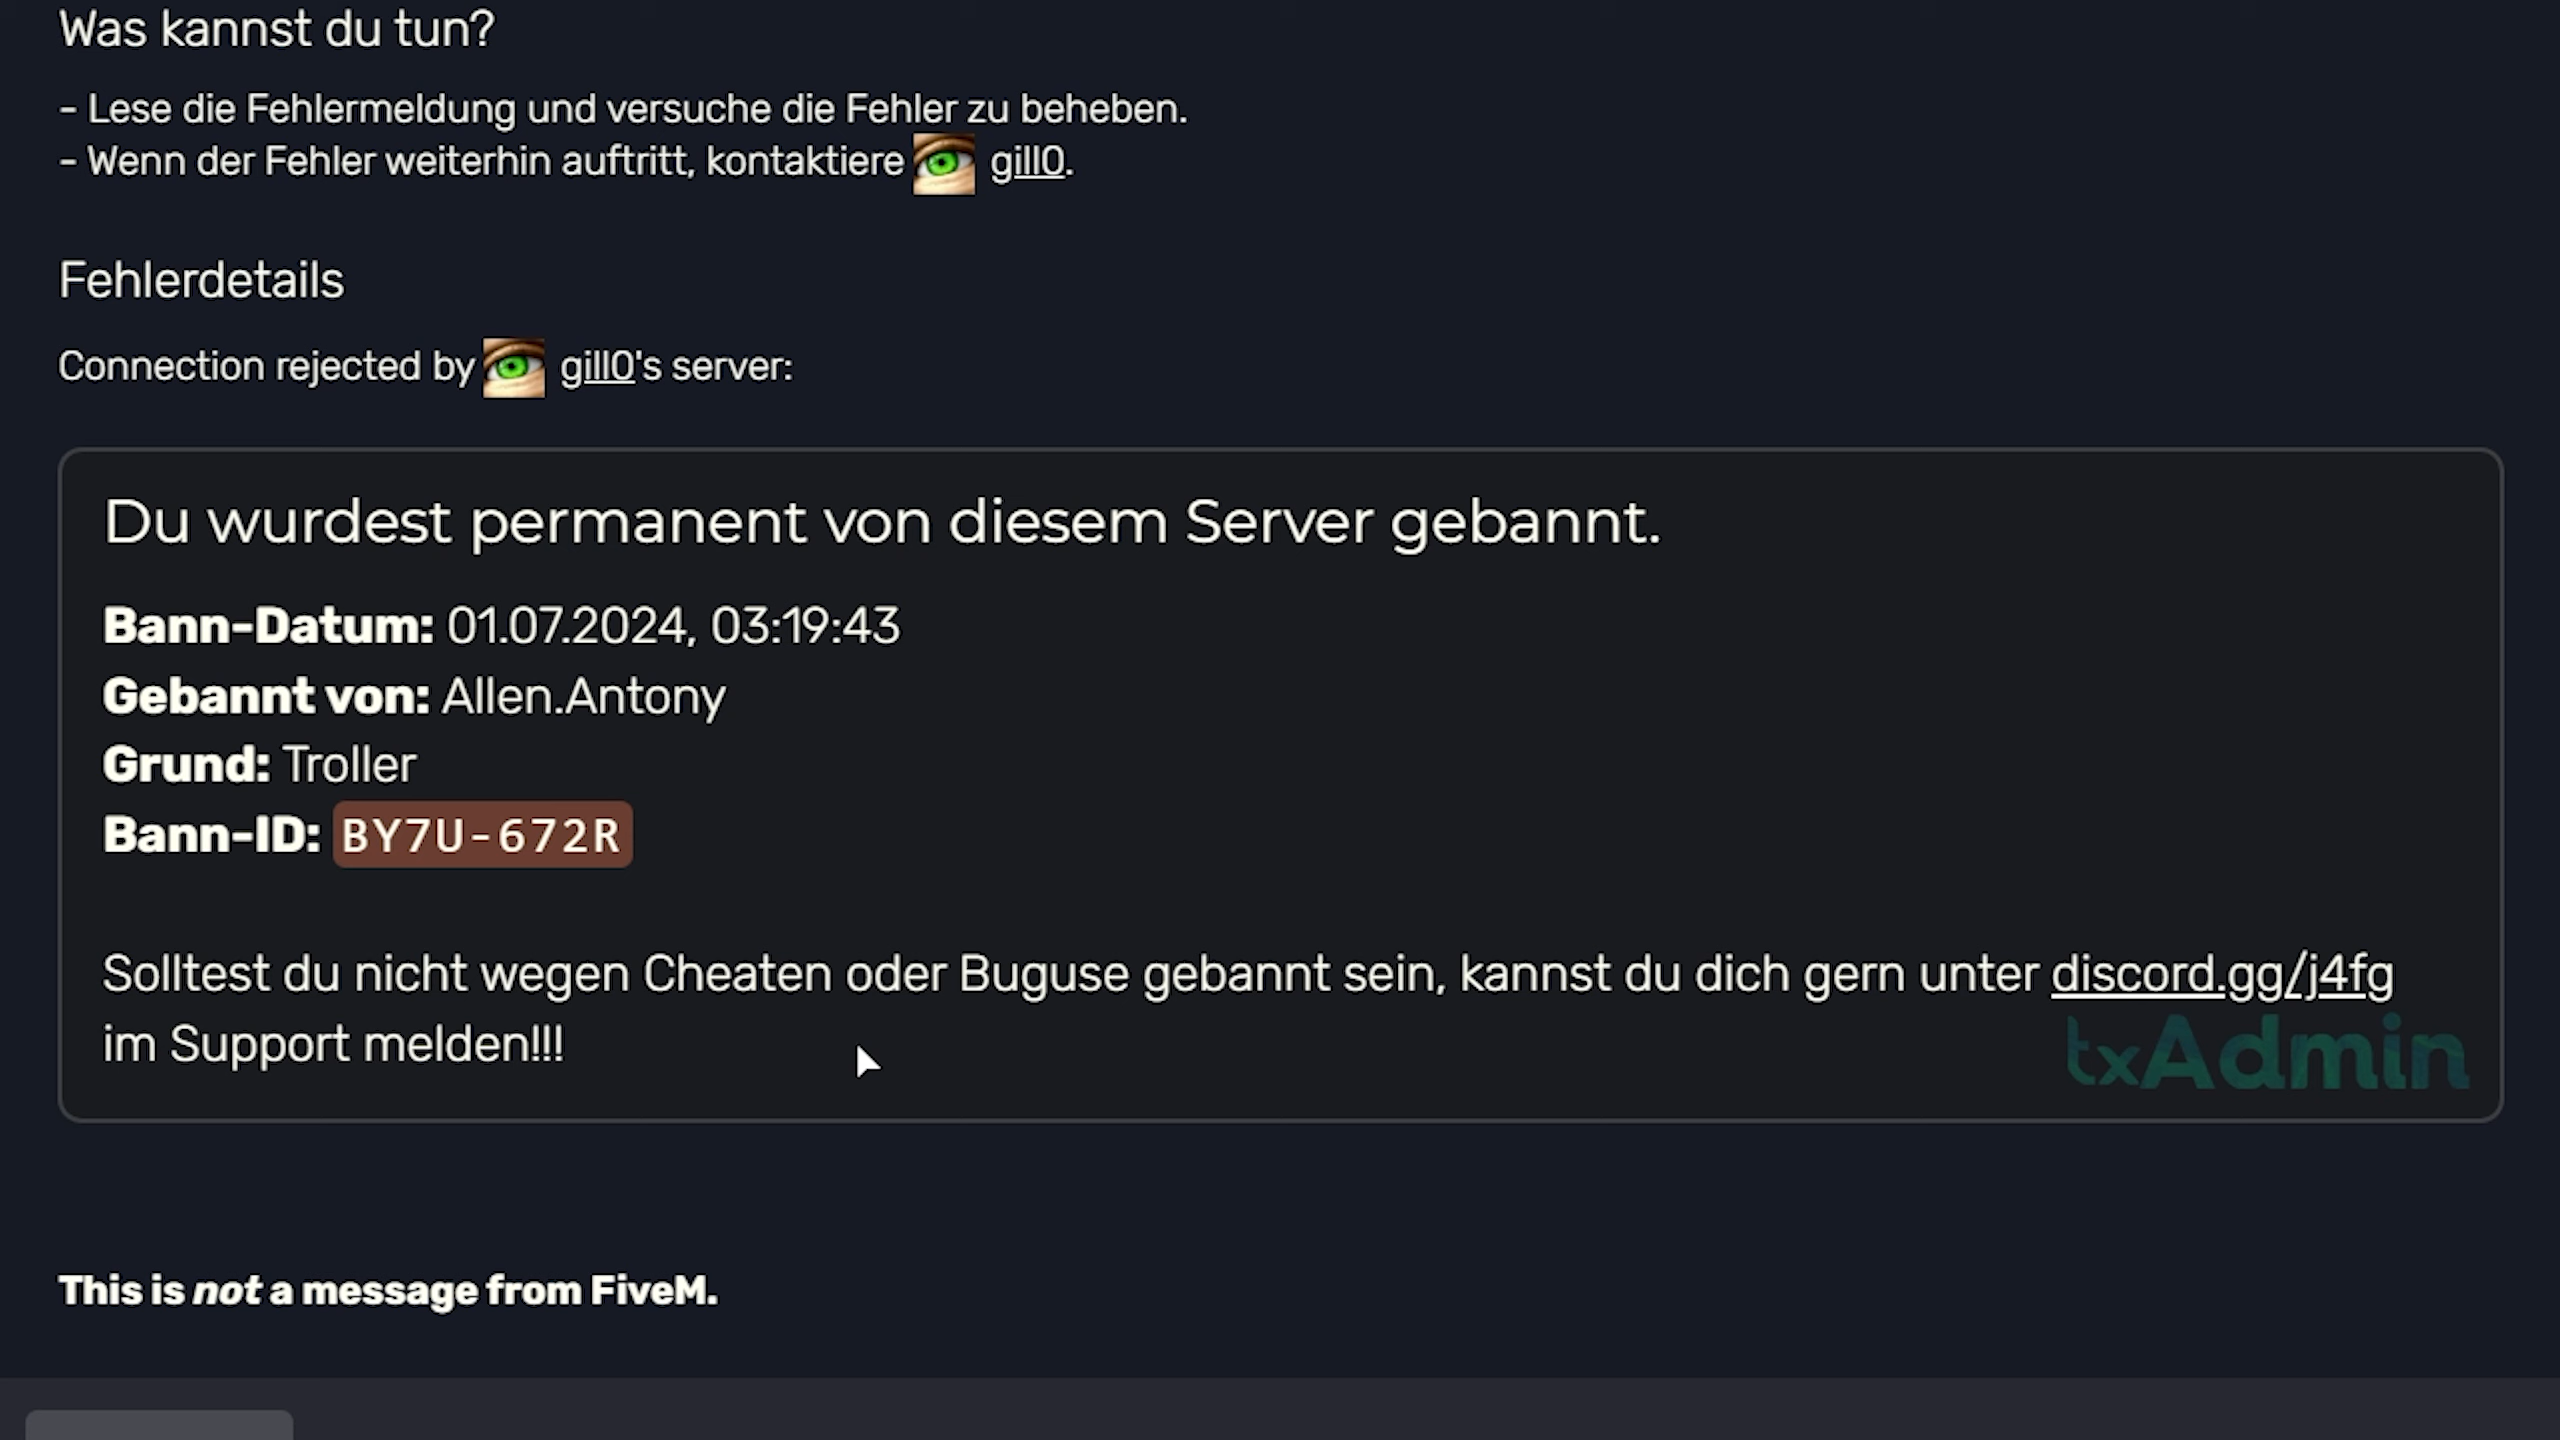 Was kannst du tun?
- Lese die Fehlermeldung und versuche die Fehler zu beheben.
- Wenn der Fehler weiterhin auftritt, kontaktiere gill0.
Fehlerdetails
Connection rejected by gill0's server:
Du wurdest permanent von diesem Server gebannt.
Bann-Datum: 01.07.2024, 03:19:43
Gebannt von: Allen.Antony
Grund: Troller
Bann-ID: BY7U-672R
Solltest du nicht wegen Cheaten oder Buguse gebannt sein, kannst du dich gern unter discord.gg/j4fg
im Support melden!!!
txAdmin
This is not a message from FiveM.